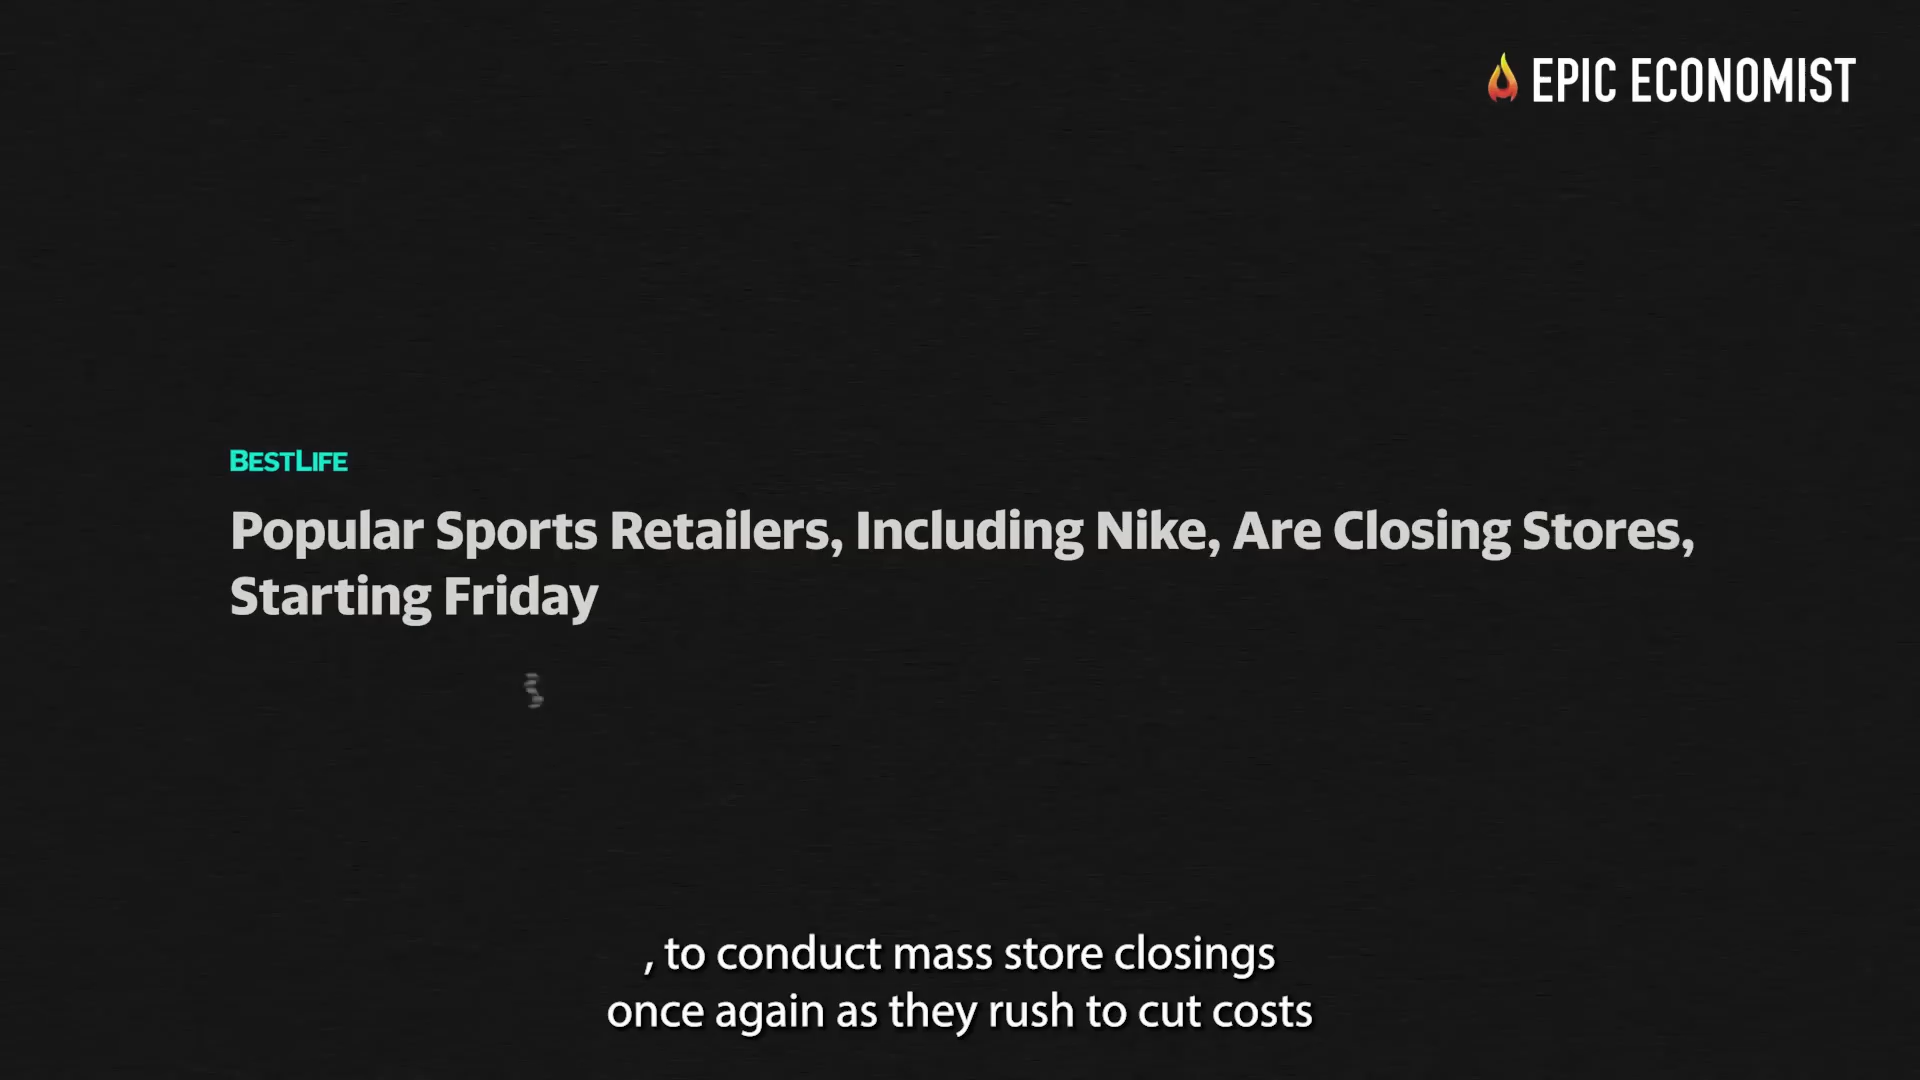 EPIC ECONOMIST
BESTLIFE
Popular Sports Retailers, Including Nike, Are Closing Stores,
Starting Friday
, to conduct mass store closings
once again as they rush to cut costs